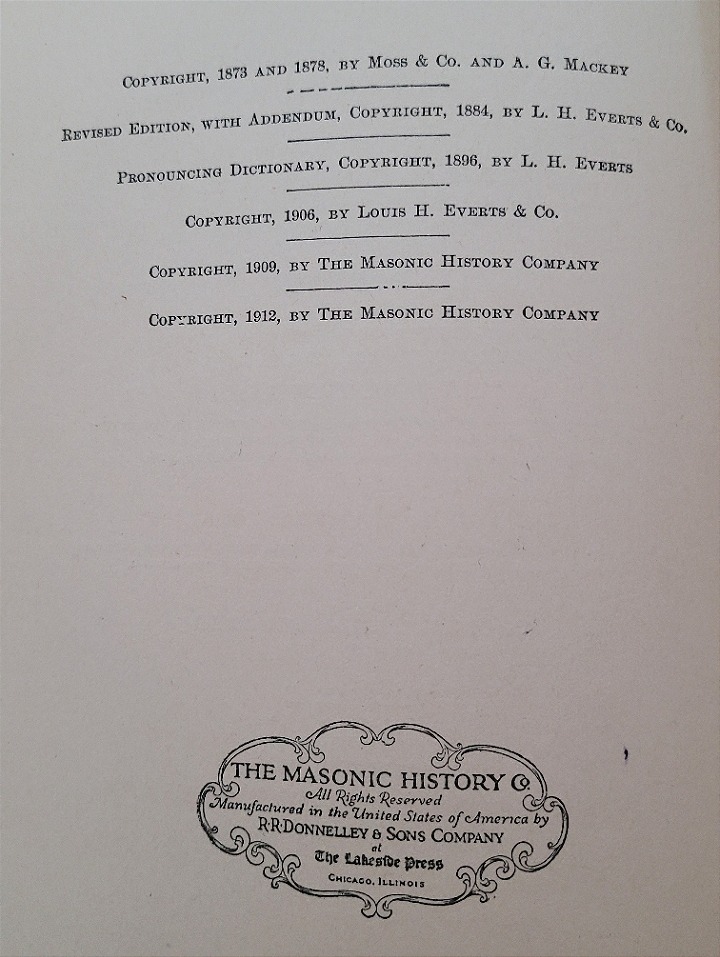 Copyright, 1873 and 1878, by Moss & Co. and A. G. Mackey
Revised Edition, with Addendum, Copyright, 1884, by L. H. Everts & Co.
Pronouncing Dictionary, Copyright, 1896, by L. H. Everts
Copyright, 1906, by Louis H. Everts & Co.
Copyright, 1909, by The Masonic History Company
Copyright, 1912, by The Masonic History Company
THE MASONIC HISTORY Co.
All Rights Reserved
Manufactured in the United States of America by
R·R·DONNELLEY & SONS COMPANY
at
The Lakeside Press
CHICAGO, ILLINOIS